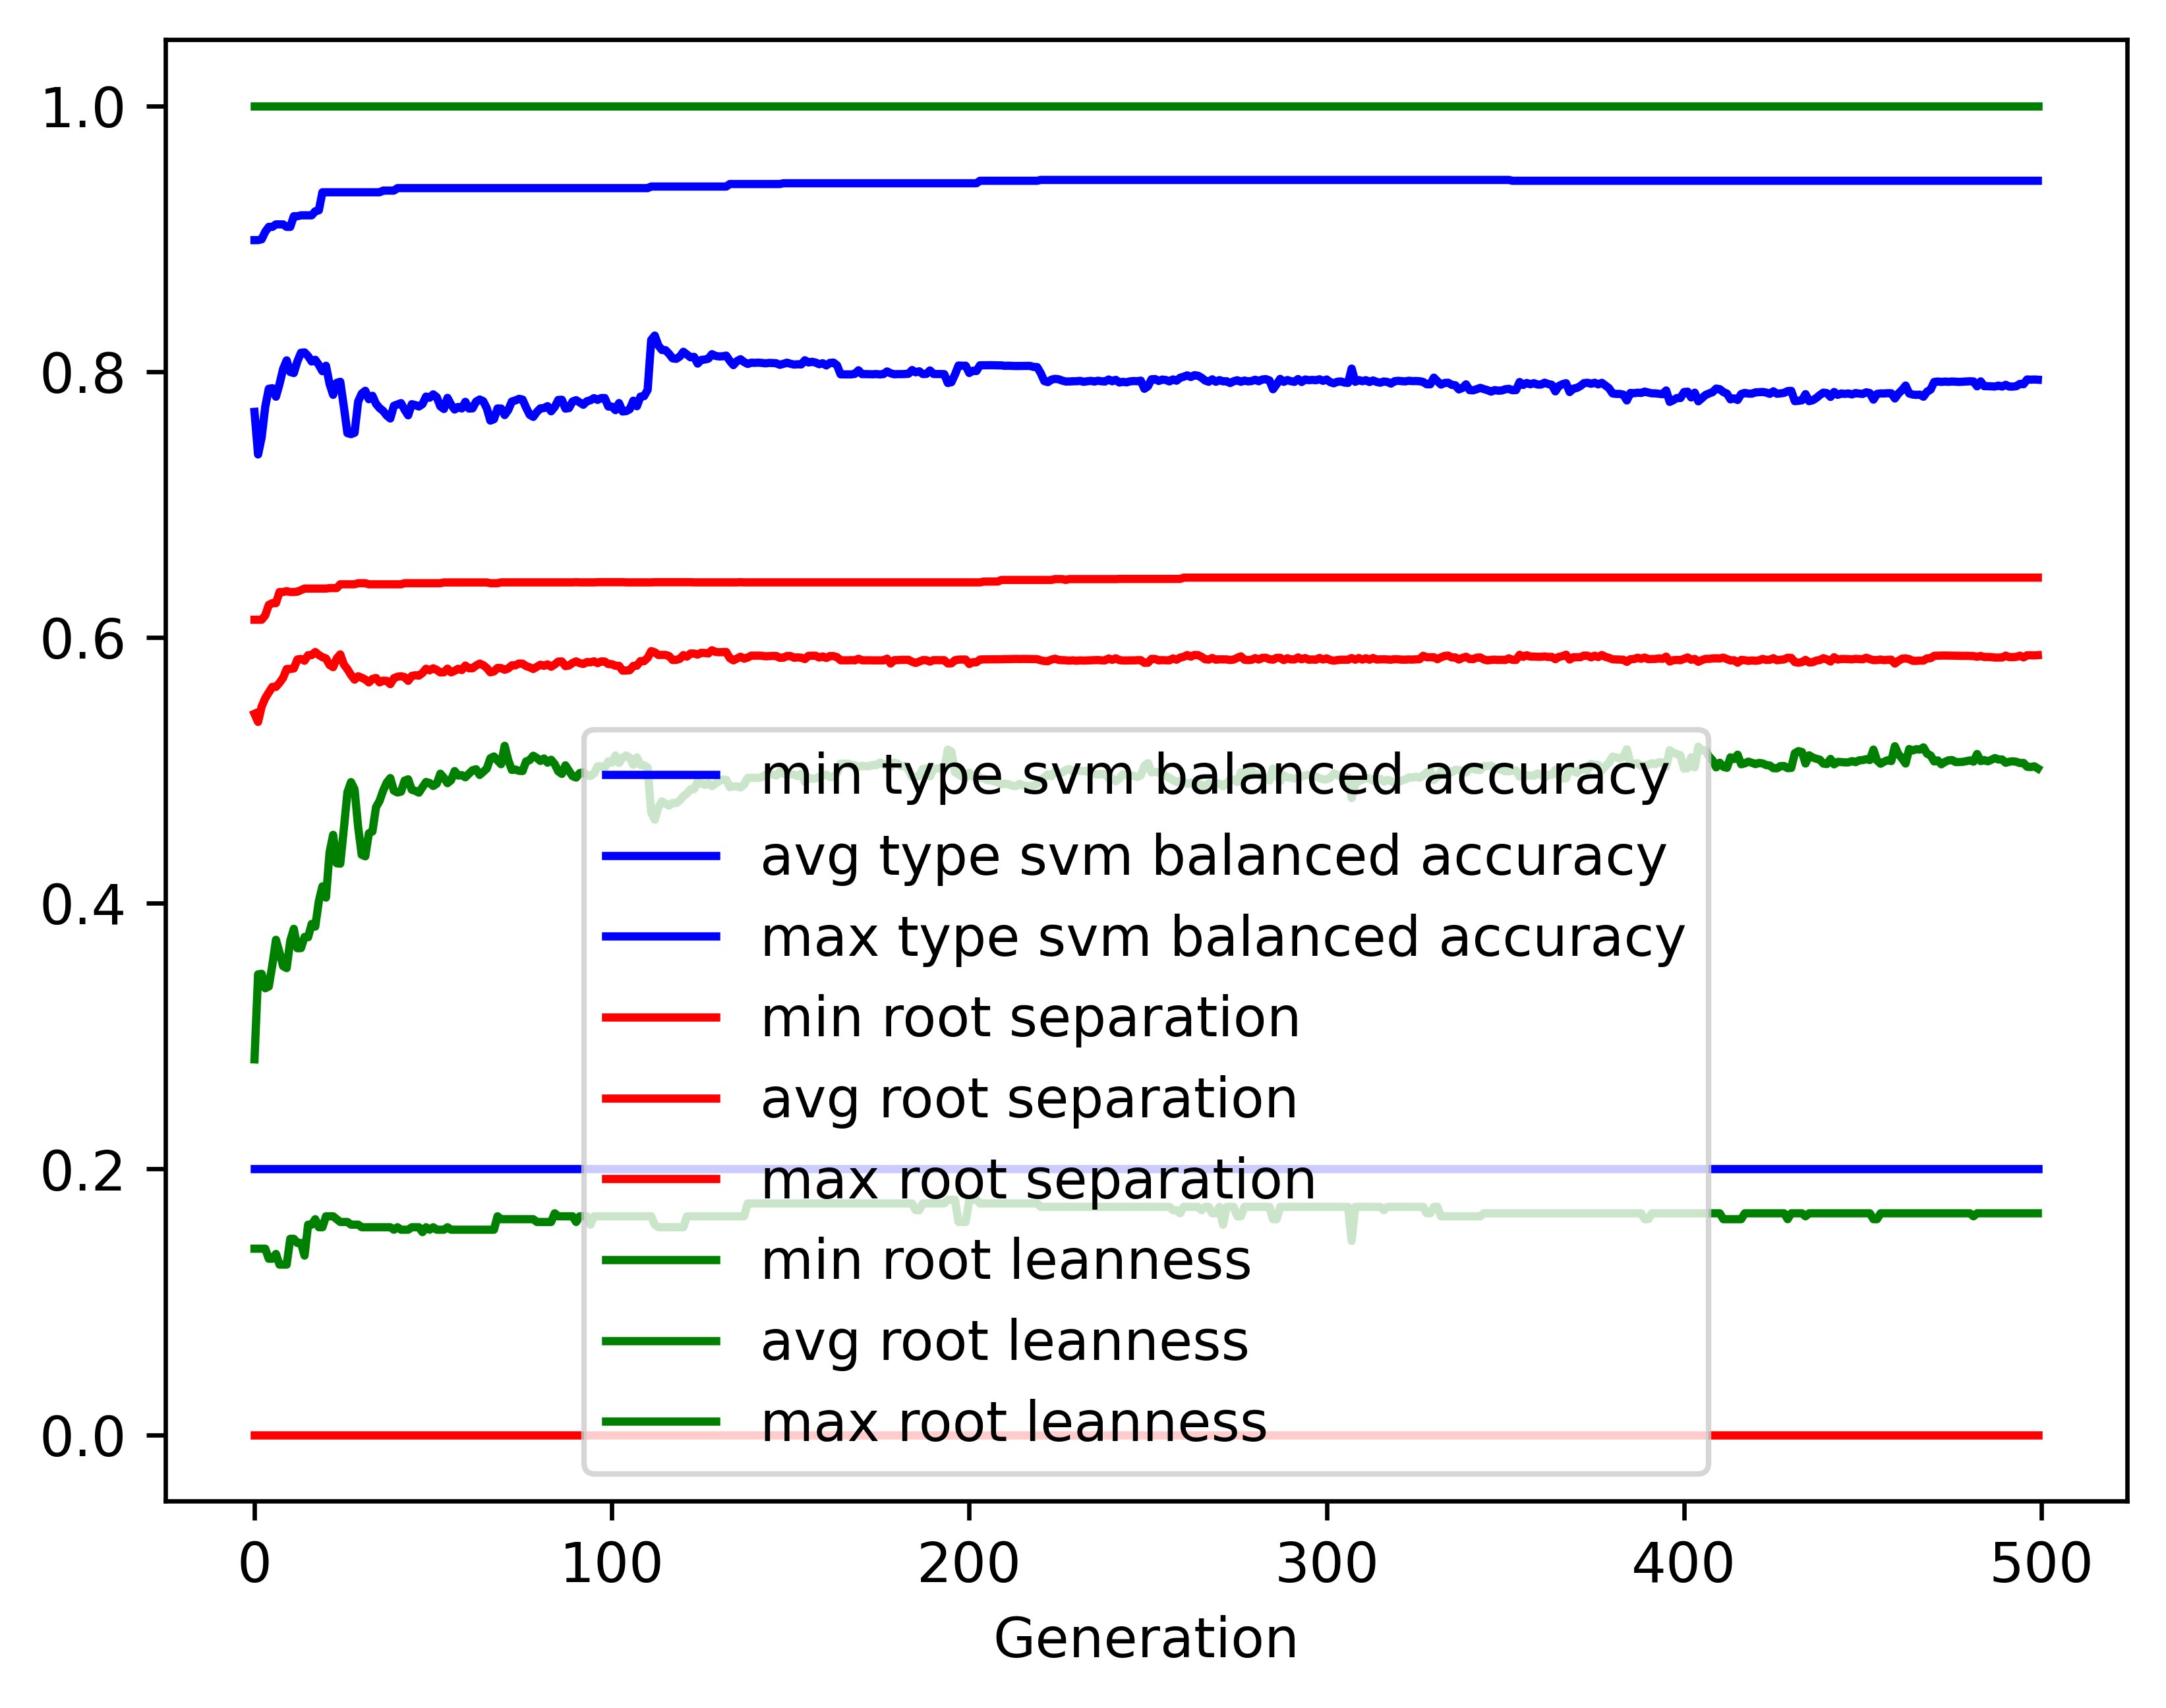 1.0
0.8
0.6
0.4
0.2
0.0
min type svm balanced accuracy
avg type svm balanced accuracy
max type svm balanced accuracy
min root separation
avg root separation
max root separation
min root leanness
avg root leanness
max root leanness
0 100 200 300 400 500
Generation